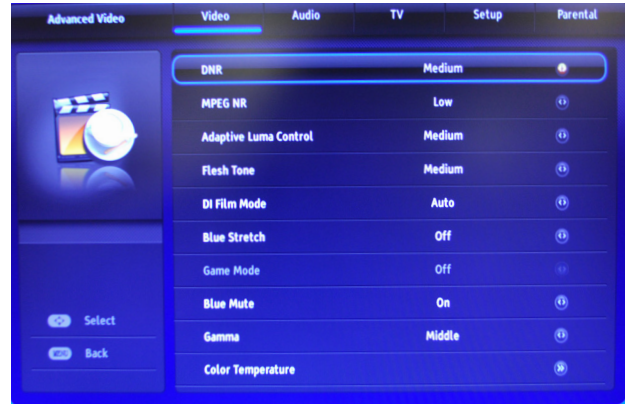 Advanced Video
Video Audio TV Setup Parental
DNR Medium
MPEG NR Low
Adaptive Luma Control Medium
Flesh Tone Medium
DI Film Mode Auto
Blue Stretch Off
Game Mode Off
Blue Mute On
Gamma Middle
Color Temperature
Select
Back